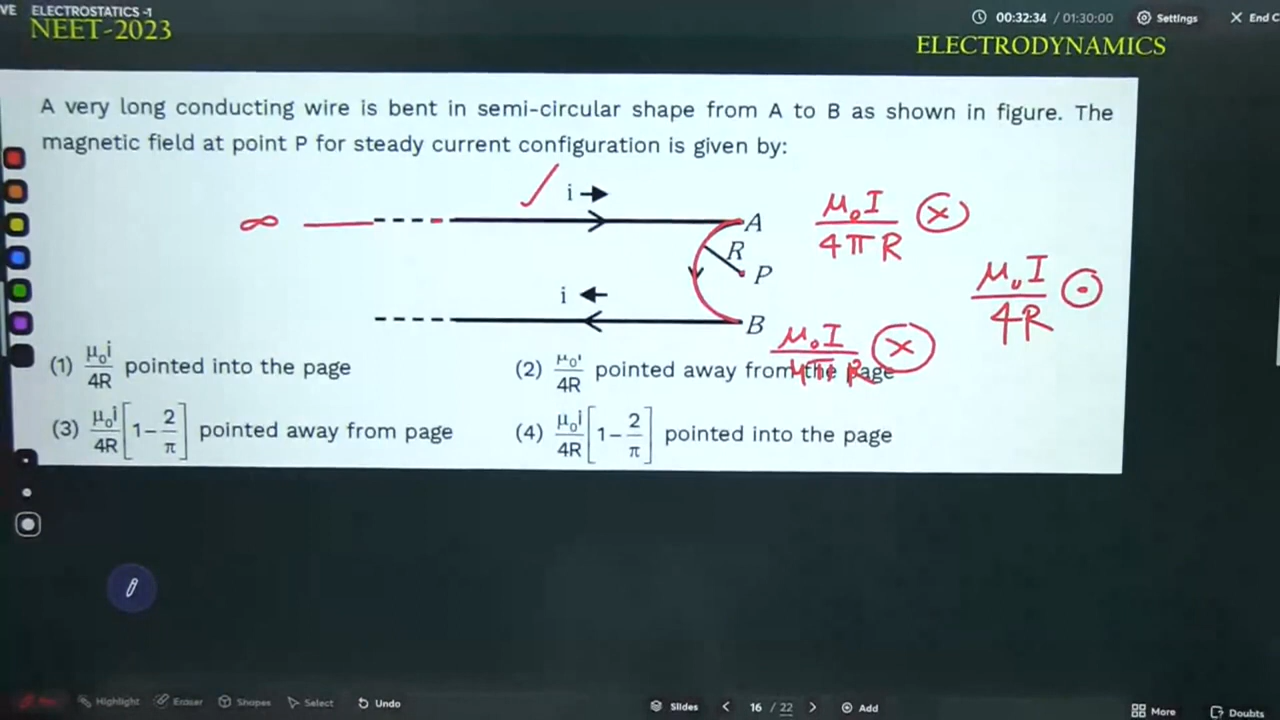 VE ELECTROSTATICS -1
00:32:34 / 01:30:00 Settings End C
NEET-2023
ELECTRODYNAMICS
A very long conducting wire is bent in semi-circular shape from A to B as shown in figure. The
magnetic field at point P for steady current configuration is given by:
∞
i
A
R
P
i
B
μ₀I/4πR ⊗
μ₀I/4R ⊙
μ₀I/4πR ⊗
(1) μ₀i/4R pointed into the page
(2) μ₀i/4R pointed away from the page
(3) μ₀i/4R [1-2/π] pointed away from page
(4) μ₀i/4R [1-2/π] pointed into the page
Pen Highlight Eraser Shapes Select Undo Slides 16 / 22 Add More Doubts